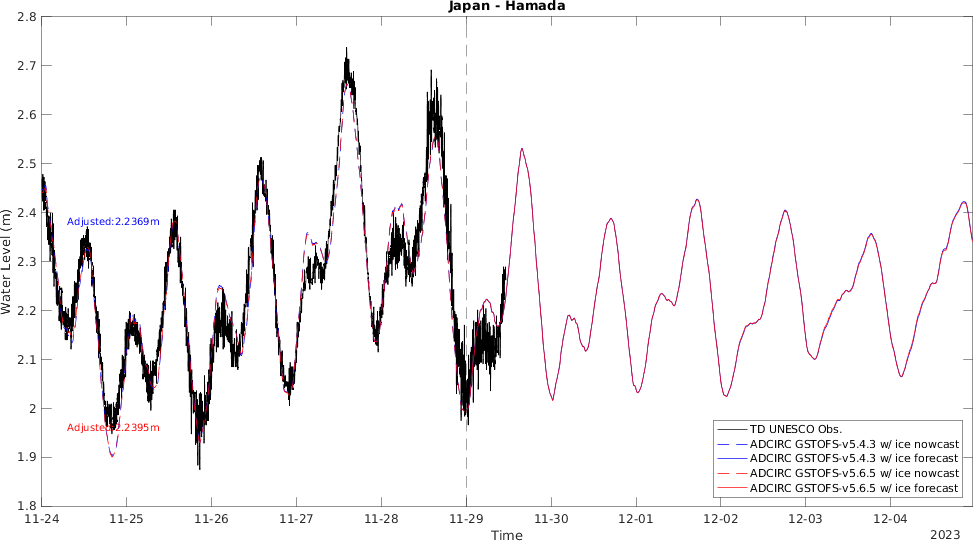 Japan - Hamada
2.8
2.7
2.6
2.5
2.4
2.3
2.2
2.1
2
1.9
1.8
Water Level (m)
Adjusted:2.2369m
Adjusted:2.2395m
TD UNESCO Obs.
ADCIRC GSTOFS-v5.4.3 w/ ice nowcast
ADCIRC GSTOFS-v5.4.3 w/ ice forecast
ADCIRC GSTOFS-v5.6.5 w/ ice nowcast
ADCIRC GSTOFS-v5.6.5 w/ ice forecast
11-24 11-25 11-26 11-27 11-28 11-29 11-30 12-01 12-02 12-03 12-04
Time
2023